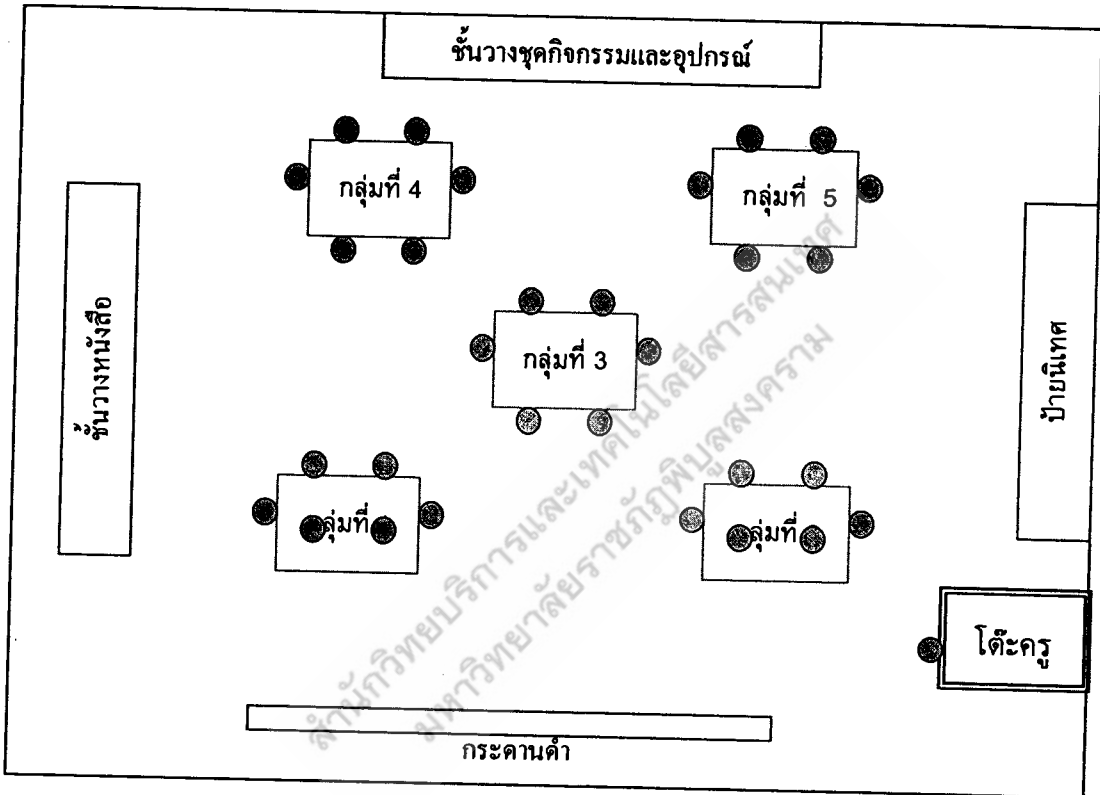 ชั้นวางชุดกิจกรรมและอุปกรณ์
กลุ่มที่ 4
กลุ่มที่ 5
ชั้นวางหนังสือ
กลุ่มที่ 3
ป้ายนิเทศ
ลุ่มที่
ลุ่มที่
โต๊ะครู
กระดานดำ
สำนักวิทยบริการและเทคโนโลยีสารสนเทศ
มหาวิทยาลัยราชภัฏพิบูลสงคราม